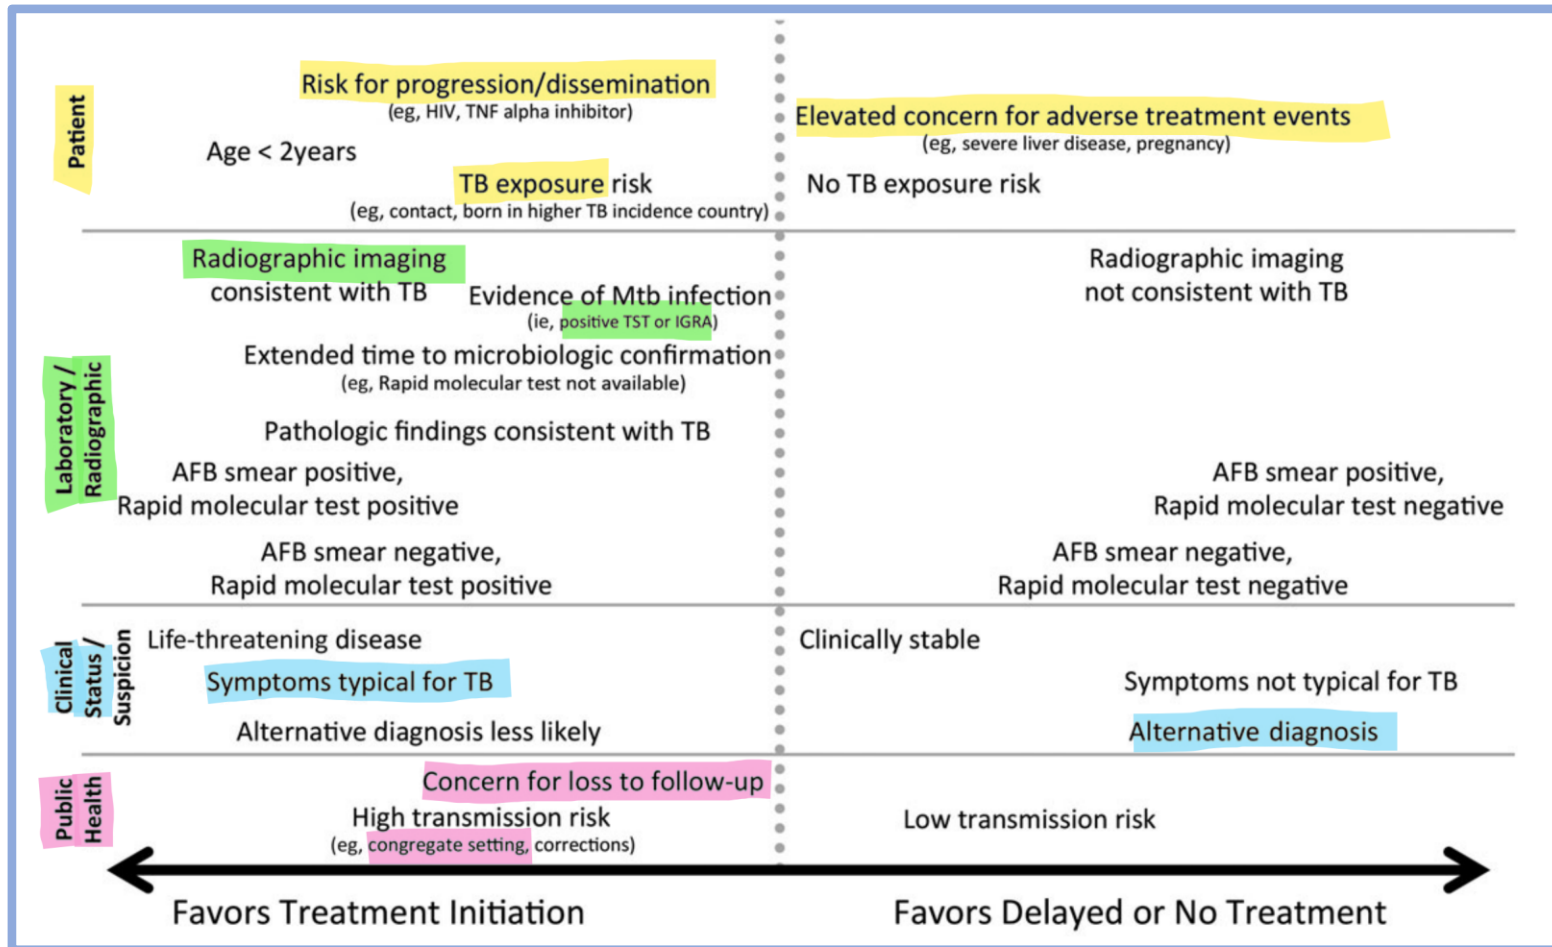 Patient
Risk for progression/dissemination
(eg, HIV, TNF alpha inhibitor)
Age < 2years
TB exposure risk
(eg, contact, born in higher TB incidence country)
Elevated concern for adverse treatment events
(eg, severe liver disease, pregnancy)
No TB exposure risk
Laboratory /
Radiographic
Radiographic imaging
consistent with TB
Evidence of Mtb infection
(ie, positive TST or IGRA)
Extended time to microbiologic confirmation
(eg, Rapid molecular test not available)
Pathologic findings consistent with TB
AFB smear positive,
Rapid molecular test positive
AFB smear negative,
Rapid molecular test positive
Radiographic imaging
not consistent with TB
AFB smear positive,
Rapid molecular test negative
AFB smear negative,
Rapid molecular test negative
Clinical
Status /
Suspicion
Life-threatening disease
Symptoms typical for TB
Alternative diagnosis less likely
Clinically stable
Symptoms not typical for TB
Alternative diagnosis
Public
Health
Concern for loss to follow-up
High transmission risk
(eg, congregate setting, corrections)
Low transmission risk
Favors Treatment Initiation
Favors Delayed or No Treatment